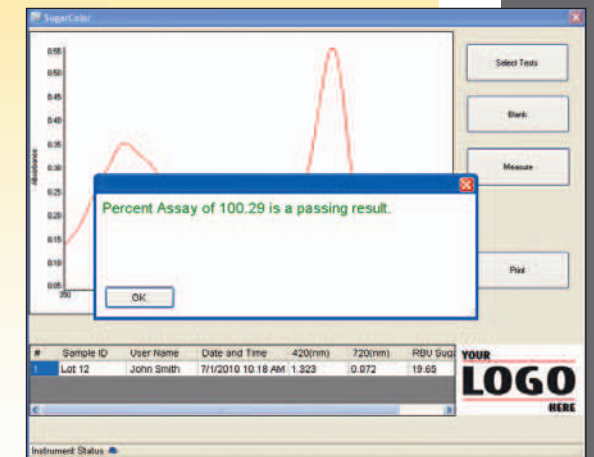 SugarColor
0.55
0.50
0.45
0.40
0.35
0.30
0.25
0.20
0.15
0.10
0.05
Absorbance
350
Select Tests
Blank
Measure
Print
Percent Assay of 100.29 is a passing result.
OK
# Sample ID User Name Date and Time 420(nm) 720(nm) RBU Sug
1 Lot 12 John Smith 7/1/2010 10:18 AM 1.323 0.072 19.65
YOUR
LOGO
HERE
Instrument Status